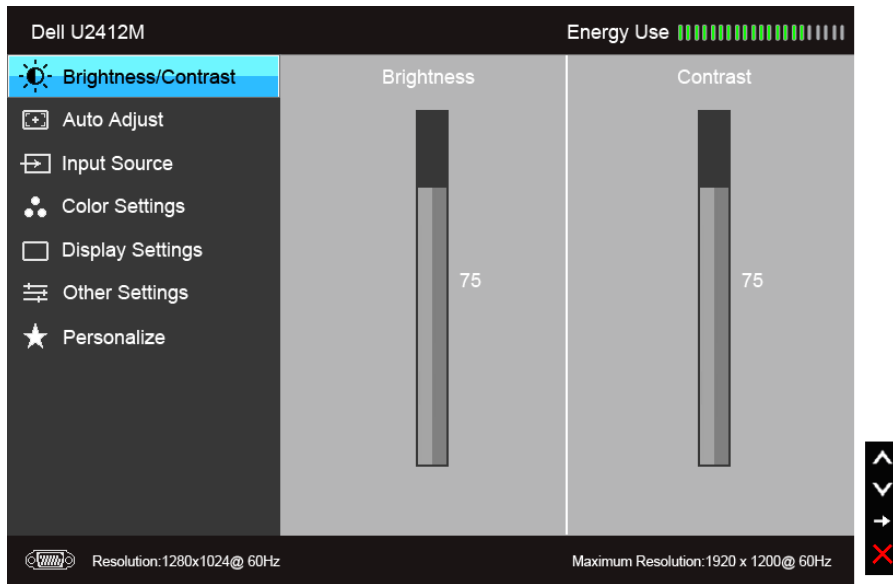 Dell U2412M
Energy Use
Brightness/Contrast
Auto Adjust
Input Source
Color Settings
Display Settings
Other Settings
Personalize
Brightness
75
Contrast
75
Resolution:1280x1024@ 60Hz
Maximum Resolution:1920 x 1200@ 60Hz